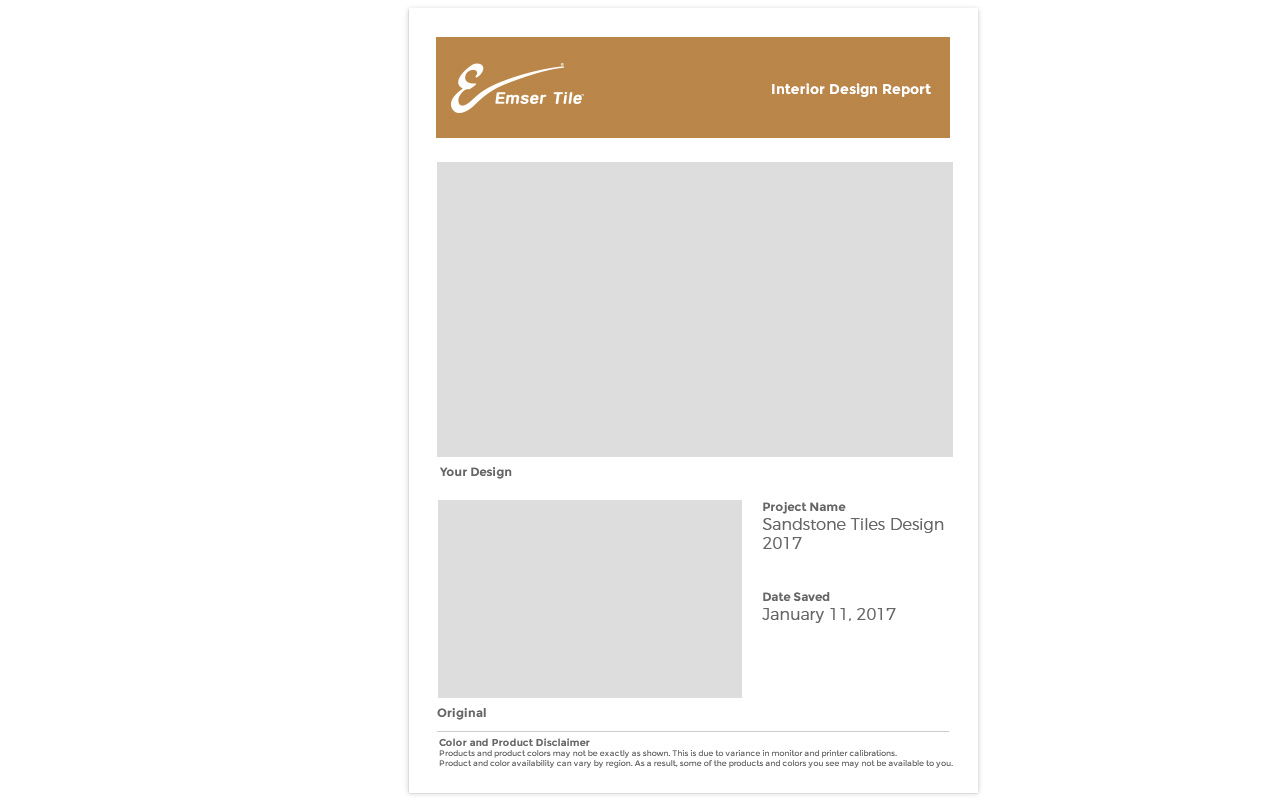 Emser Tile
Interior Design Report
Your Design
Project Name
Sandstone Tiles Design
2017
Date Saved
January 11, 2017
Original
Color and Product Disclaimer
Products and product colors may not be exactly as shown. This is due to variance in monitor and printer calibrations.
Product and color availability can vary by region. As a result, some of the products and colors you see may not be available to you.